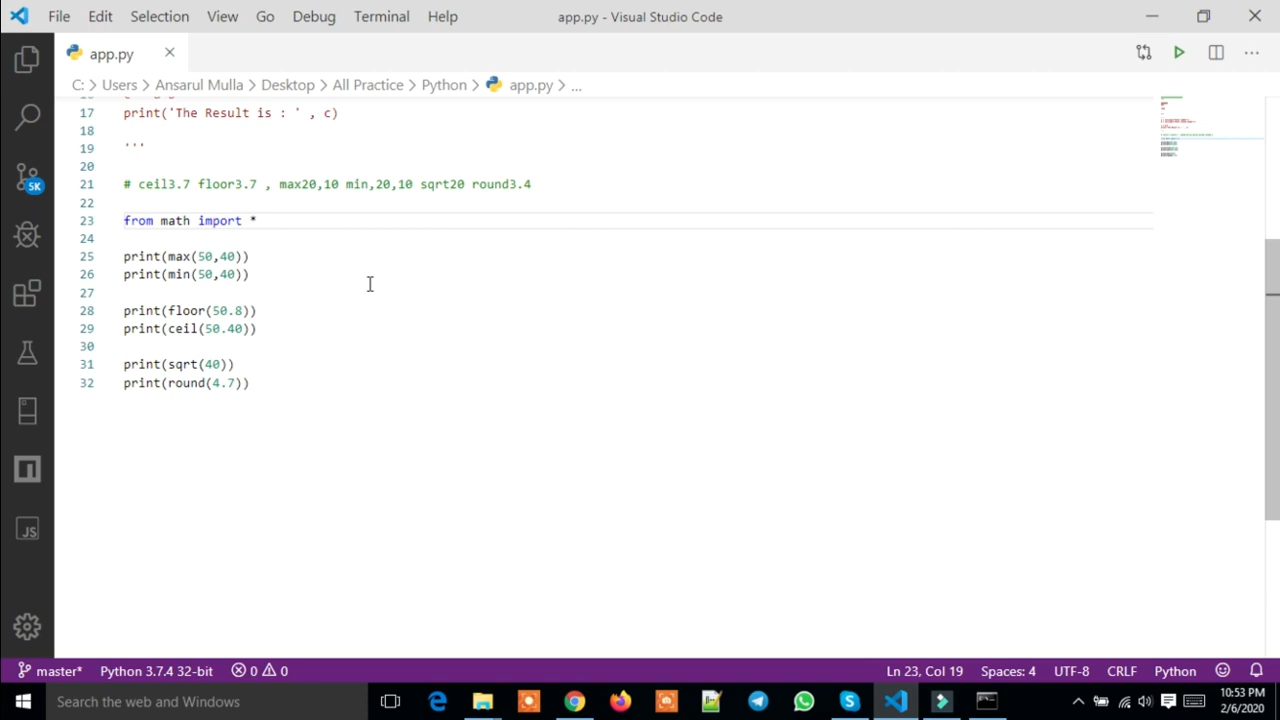 File Edit Selection View Go Debug Terminal Help app.py - Visual Studio Code
app.py
C: > Users > Ansarul Mulla > Desktop > All Practice > Python > app.py > ...
17 print('The Result is : ' , c)
18
19 '''
20
21 # ceil3.7 floor3.7 , max20,10 min,20,10 sqrt20 round3.4
22
23 from math import *
24
25 print(max(50,40))
26 print(min(50,40))
27
28 print(floor(50.8))
29 print(ceil(50.40))
30
31 print(sqrt(40))
32 print(round(4.7))
5K
JS
master* Python 3.7.4 32-bit 0 0 Ln 23, Col 19 Spaces: 4 UTF-8 CRLF Python
Search the web and Windows
10:53 PM
2/6/2020